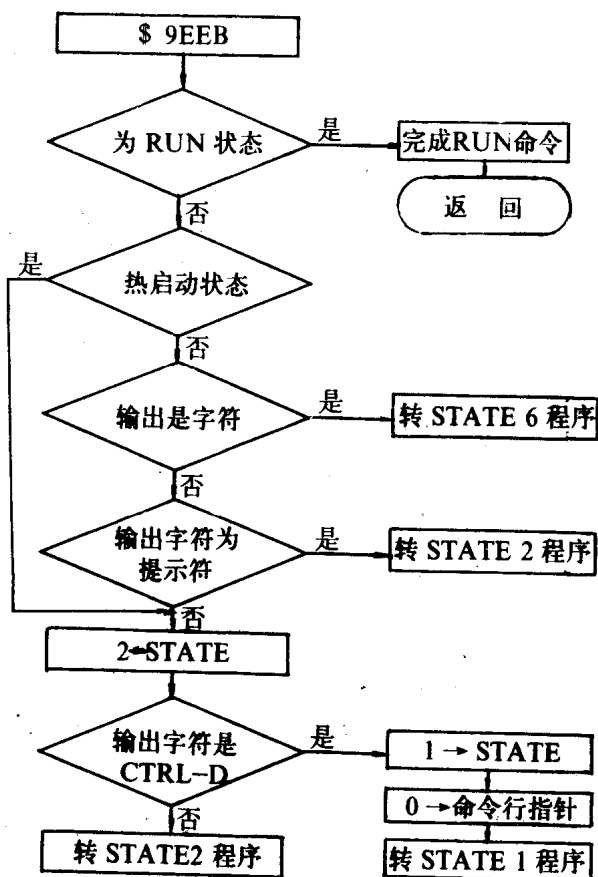 $ 9EEB
为 RUN 状态
是
完成RUN命令
返 回
否
是
热启动状态
否
输出是字符
是
转 STATE 6 程序
否
输出字符为
提示符
是
转 STATE 2 程序
否
2←STATE
输出字符是
CTRL-D
是
1 → STATE
0 →命令行指针
否
转 STATE2 程序
转 STATE 1 程序